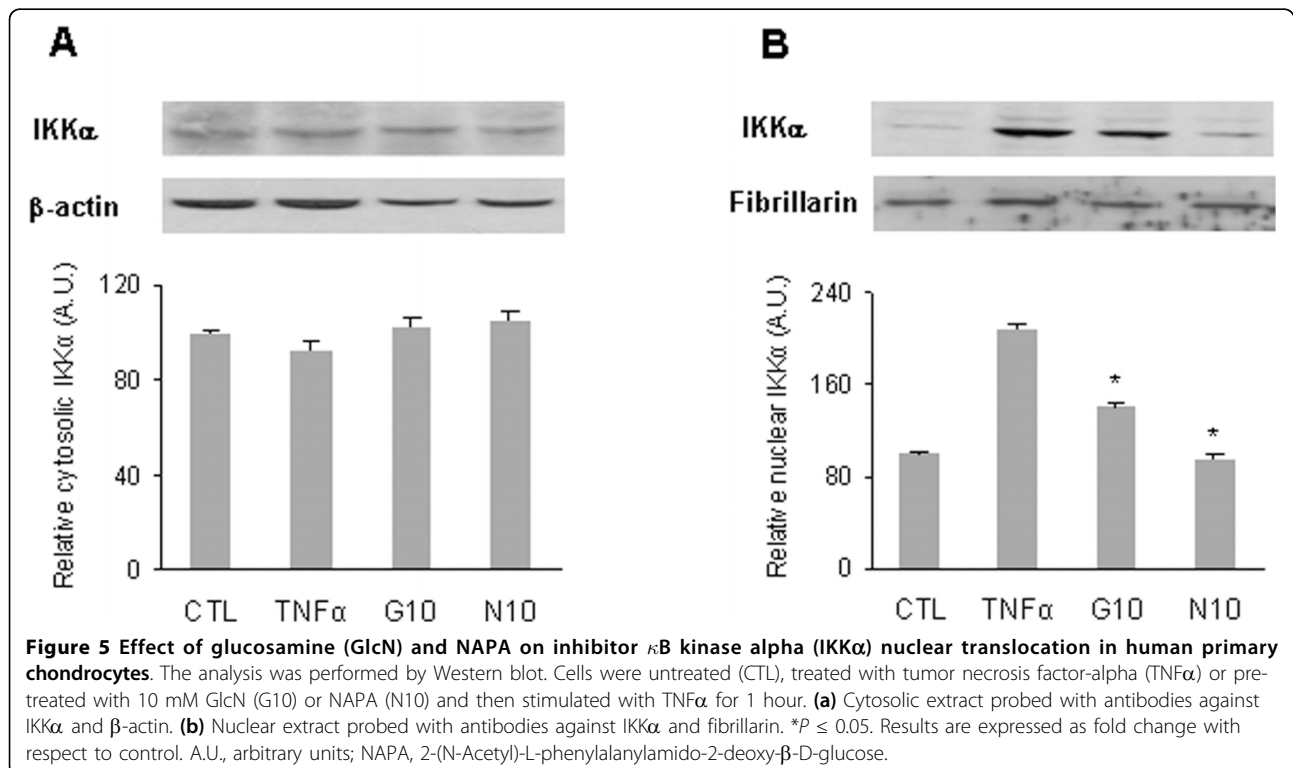 A
IKKα
β-actin
Relative cytosolic IKKα (A.U.)
120
80
40
0
CTL TNFα G10 N10
B
IKKα
Fibrillarin
Relative nuclear IKKα (A.U.)
240
160
80
0
* *
CTL TNFα G10 N10
Figure 5 Effect of glucosamine (GlcN) and NAPA on inhibitor κB kinase alpha (IKKα) nuclear translocation in human primary
chondrocytes. The analysis was performed by Western blot. Cells were untreated (CTL), treated with tumor necrosis factor-alpha (TNFα) or pre-
treated with 10 mM GlcN (G10) or NAPA (N10) and then stimulated with TNFα for 1 hour. (a) Cytosolic extract probed with antibodies against
IKKα and β-actin. (b) Nuclear extract probed with antibodies against IKKα and fibrillarin. *P ≤ 0.05. Results are expressed as fold change with
respect to control. A.U., arbitrary units; NAPA, 2-(N-Acetyl)-L-phenylalanylamido-2-deoxy-β-D-glucose.